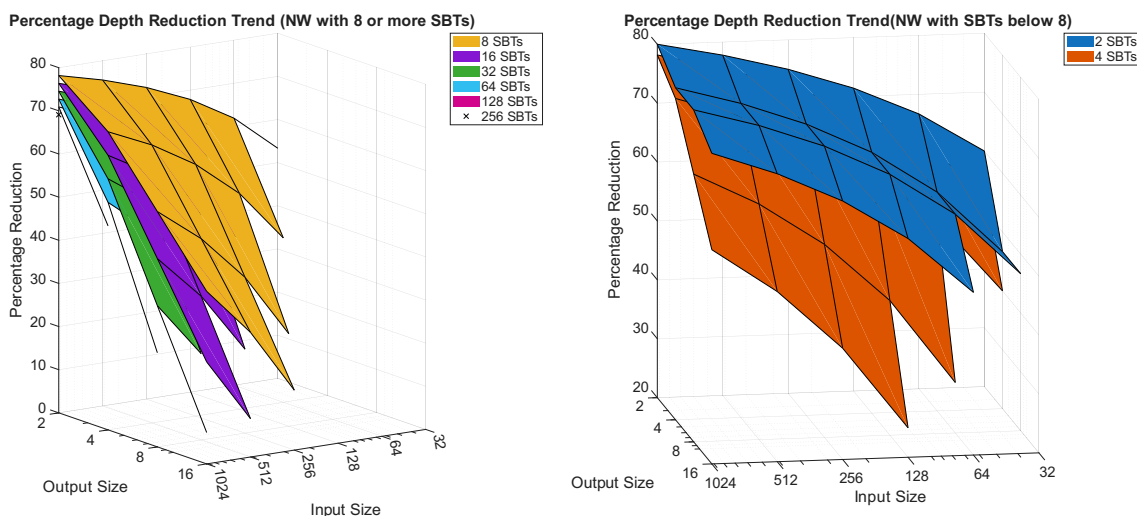 Percentage Depth Reduction Trend (NW with 8 or more SBTs)
8 SBTs
16 SBTs
32 SBTs
64 SBTs
128 SBTs
256 SBTs
Percentage Reduction
80
70
60
50
40
30
20
10
0
2
4
8
16
Output Size
1024
512
256
128
64
32
Input Size
Percentage Depth Reduction Trend(NW with SBTs below 8)
2 SBTs
4 SBTs
Percentage Reduction
80
70
60
50
40
30
20
2
4
8
16
Output Size
1024
512
256
128
64
32
Input Size